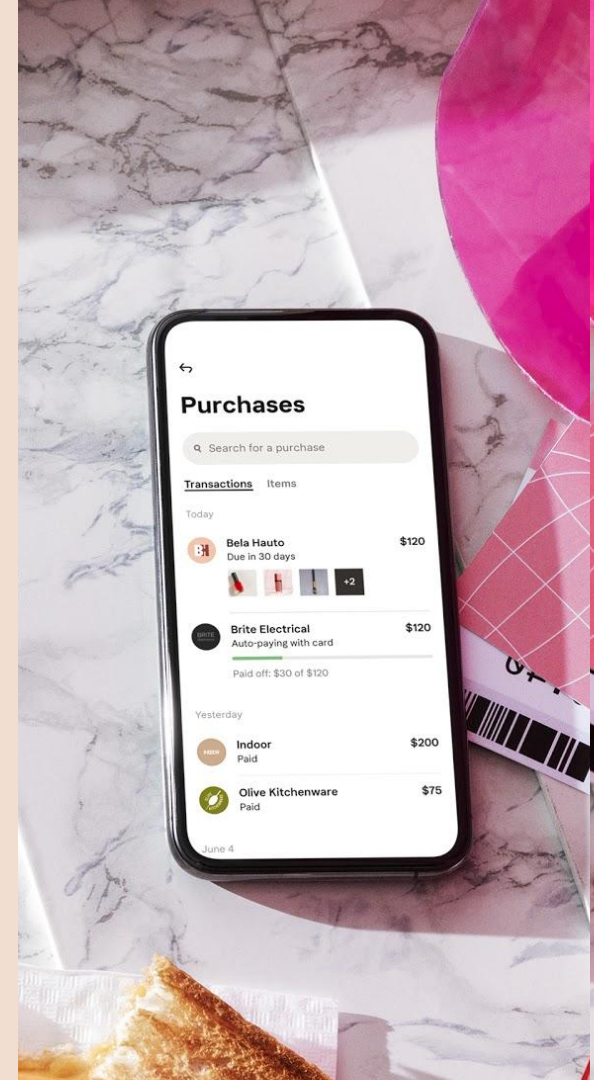 Purchases
Search for a purchase
Transactions Items
Today
Bela Hauto $120
Due in 30 days
+2
BRITE
Brite Electrical $120
Auto-paying with card
Paid off: $30 of $120
Yesterday
Indoor $200
Paid
Olive Kitchenware $75
Paid
June 4